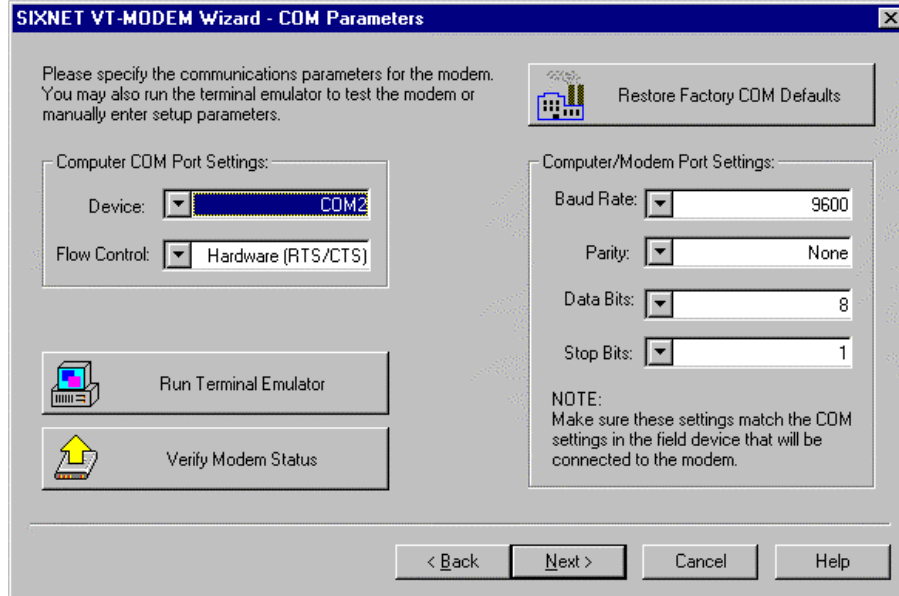 SIXNET VT-MODEM Wizard - COM Parameters
Please specify the communications parameters for the modem.
You may also run the terminal emulator to test the modem or
manually enter setup parameters.
Restore Factory COM Defaults
Computer COM Port Settings:
Device: COM2
Flow Control: Hardware (RTS/CTS)
Computer/Modem Port Settings:
Baud Rate: 9600
Parity: None
Data Bits: 8
Stop Bits: 1
NOTE:
Make sure these settings match the COM
settings in the field device that will be
connected to the modem.
Run Terminal Emulator
Verify Modem Status
< Back
Next >
Cancel
Help